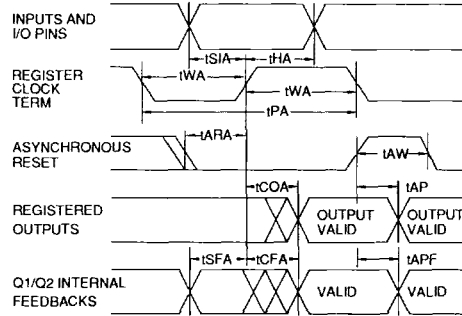 INPUTS AND
I/O PINS
tSIA tHA
REGISTER
CLOCK
TERM
tWA tWA
tPA
tARA
ASYNCHRONOUS
RESET
tAW
tCOA tAP
REGISTERED
OUTPUTS
OUTPUT
VALID
OUTPUT
VALID
tSFA tCFA tAPF
Q1/Q2 INTERNAL
FEEDBACKS
VALID VALID